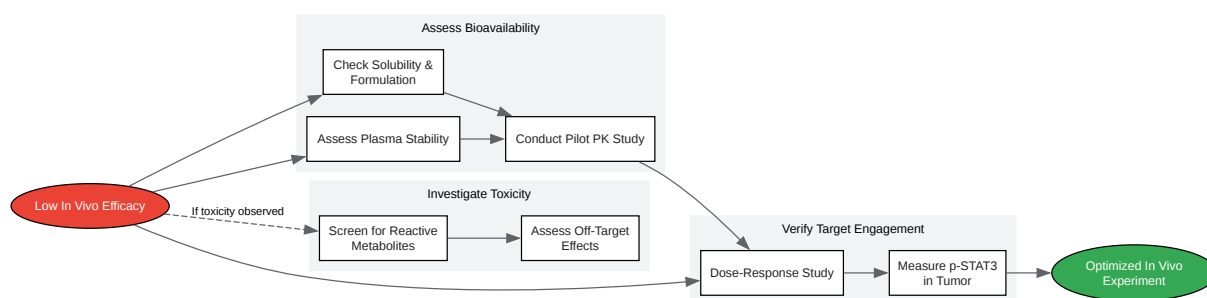 Assess Bioavailability
Check Solubility &
Formulation
Assess Plasma Stability
Conduct Pilot PK Study
Low In Vivo Efficacy
If toxicity observed
Investigate Toxicity
Screen for Reactive
Metabolites
Assess Off-Target
Effects
Verify Target Engagement
Dose-Response Study
Measure p-STAT3
in Tumor
Optimized In Vivo
Experiment